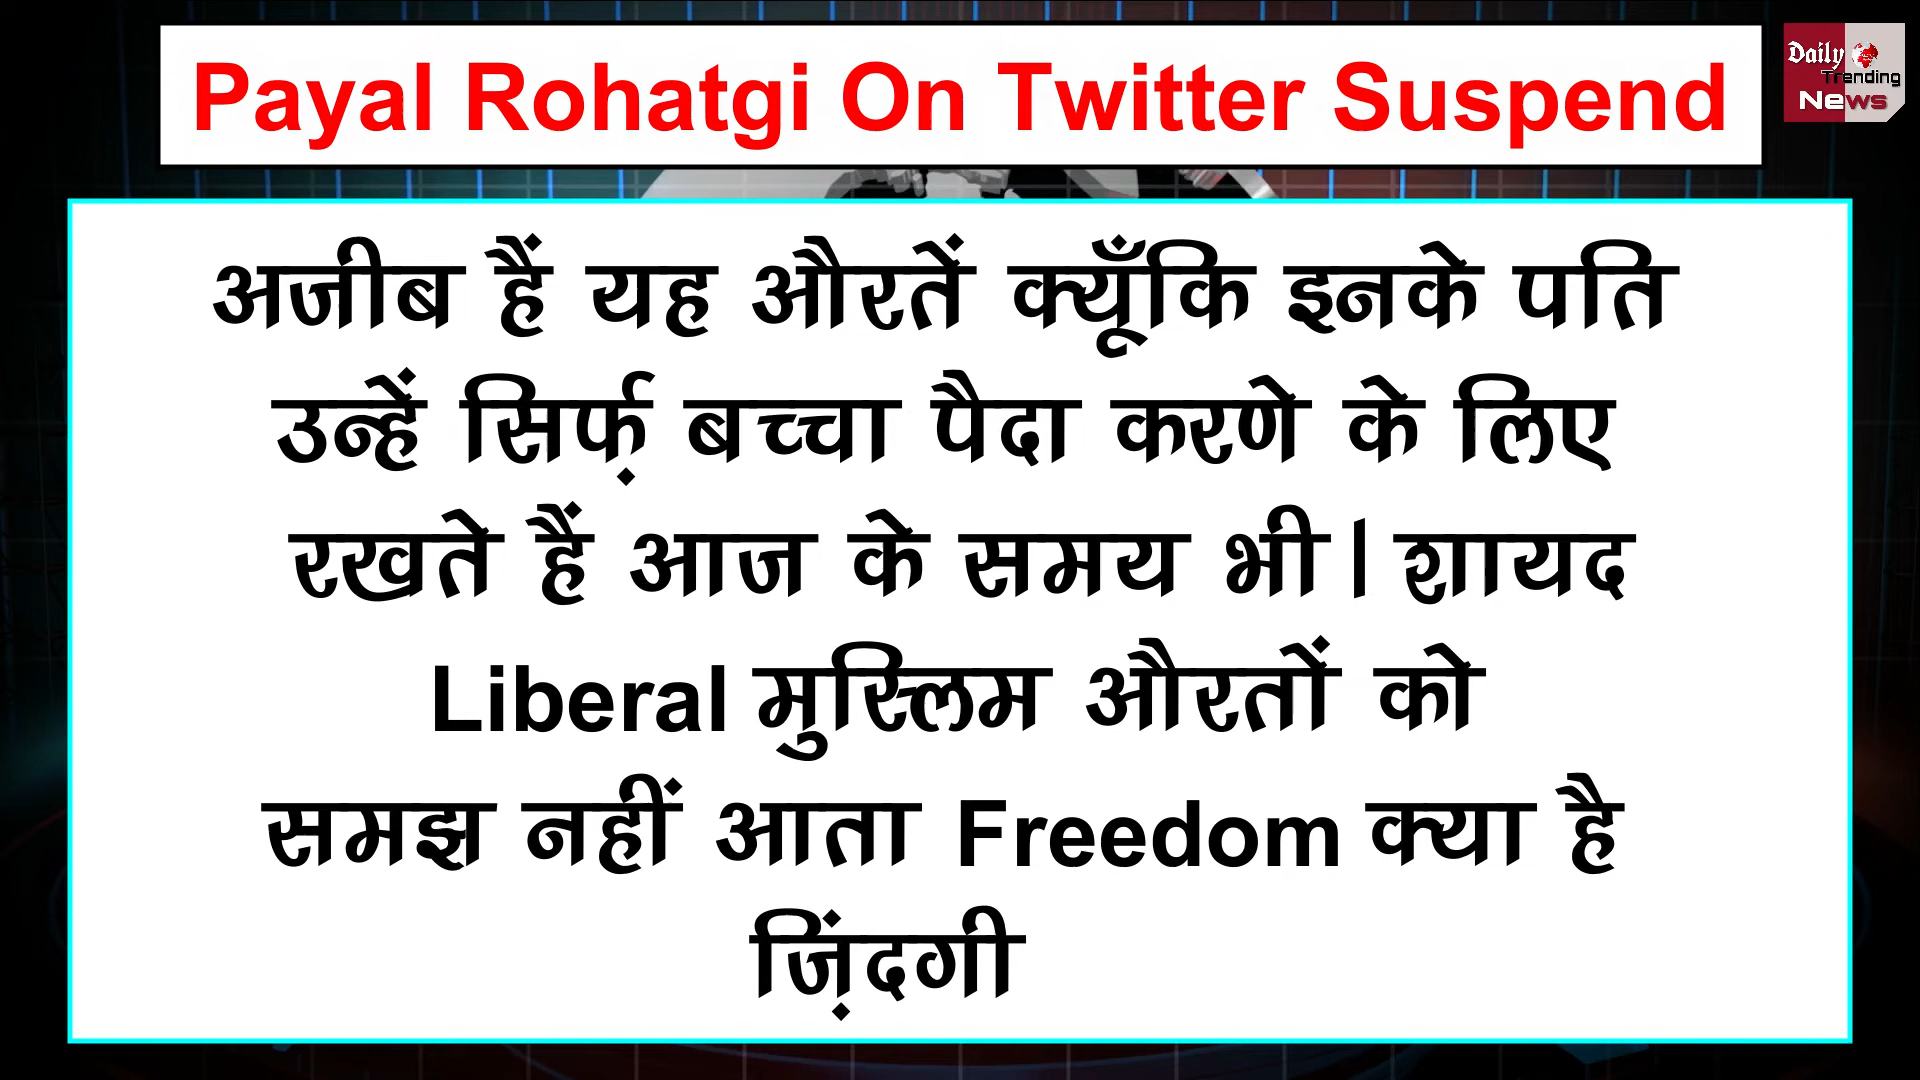 Payal Rohatgi On Twitter Suspend
Daily
Trending
News
अजीब हैं यह औरतें क्यूँकि इनके पति
उन्हें सिर्फ़ बच्चा पैदा करणे के लिए
रखते हैं आज के समय भी। शायद
Liberal मुस्लिम औरतों को
समझ नहीं आता Freedom क्या है
ज़िंदगी